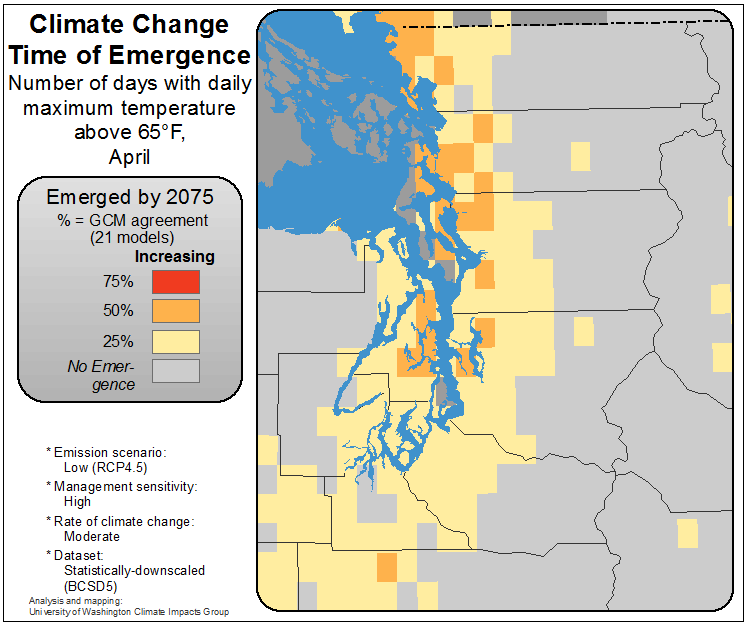 Climate Change
Time of Emergence
Number of days with daily
maximum temperature
above 65°F,
April
Emerged by 2075
% = GCM agreement
(21 models)
Increasing
75%
50%
25%
No Emer-
gence
* Emission scenario:
Low (RCP4.5)
* Management sensitivity:
High
* Rate of climate change:
Moderate
* Dataset:
Statistically-downscaled
(BCSD5)
Analysis and mapping:
University of Washington Climate Impacts Group